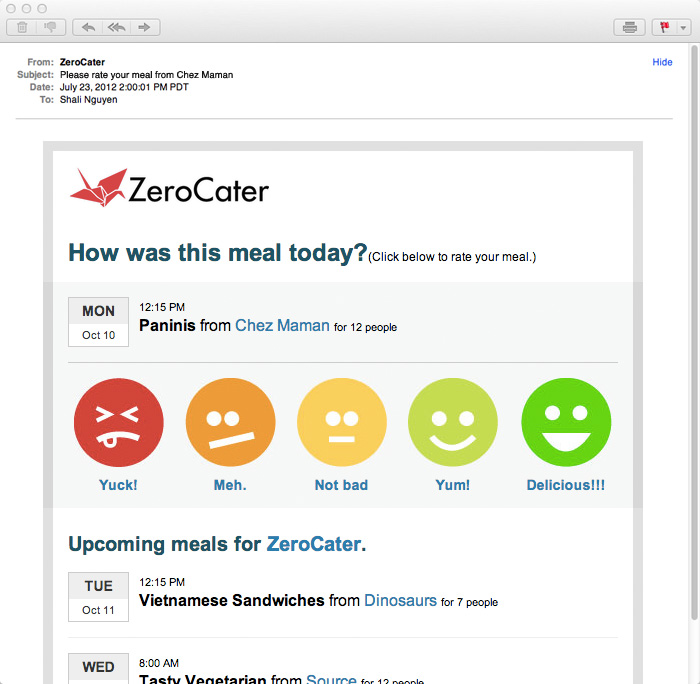 Hide
From: ZeroCater
Subject: Please rate your meal from Chez Maman
Date: July 23, 2012 2:00:01 PM PDT
To: Shali Nguyen
ZeroCater
How was this meal today?(Click below to rate your meal.)
MON
Oct 10
12:15 PM
Paninis from Chez Maman for 12 people
Yuck! Meh. Not bad Yum! Delicious!!!
Upcoming meals for ZeroCater.
TUE
Oct 11
12:15 PM
Vietnamese Sandwiches from Dinosaurs for 7 people
WED
8:00 AM
Tasty Vegetarian from Source for 12 people